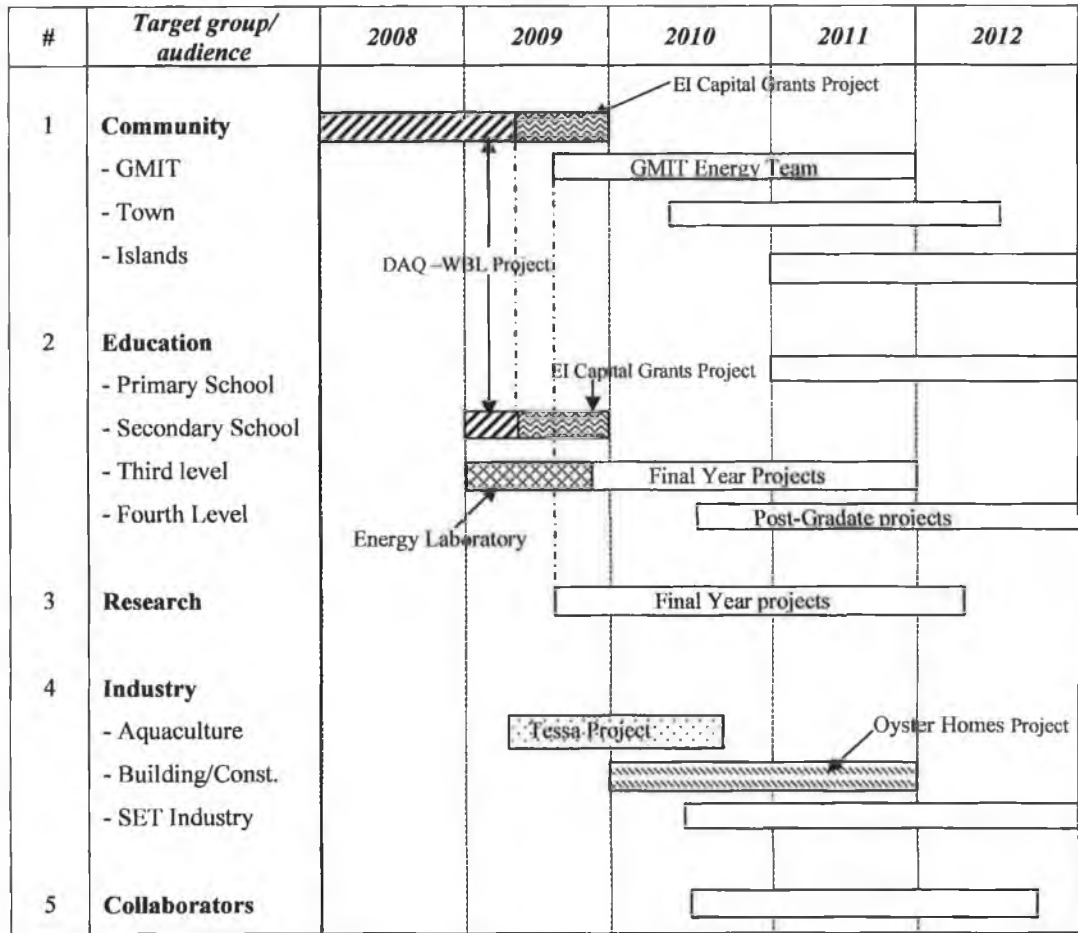 # Target group/ audience 2008 2009 2010 2011 2012
EI Capital Grants Project
1 Community
- GMIT GMIT Energy Team
- Town
- Islands
DAQ –WBL Project
2 Education
EI Capital Grants Project
- Primary School
- Secondary School
- Third level Final Year Projects
- Fourth Level Post-Gradate projects
Energy Laboratory
3 Research Final Year projects
4 Industry
Oyster Homes Project
- Aquaculture Tessa Project
- Building/Const.
- SET Industry
5 Collaborators